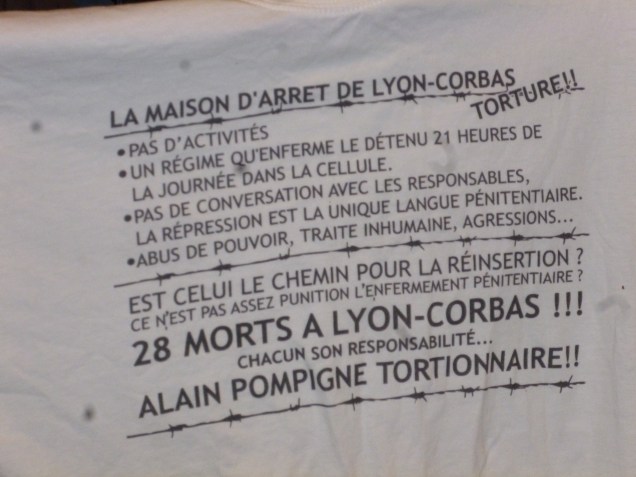 LA MAISON D'ARRET DE LYON-CORBAS
TORTURE!!
•PAS D'ACTIVITÉS
•UN RÉGIME QU'ENFERME LE DÉTENU 21 HEURES DE
LA JOURNÉE DANS LA CELLULE.
•PAS DE CONVERSATION AVEC LES RESPONSABLES,
LA RÉPRESSION EST LA UNIQUE LANGUE PÉNITENTIAIRE.
•ABUS DE POUVOIR, TRAITE INHUMAINE, AGRESSIONS...
EST CELUI LE CHEMIN POUR LA RÉINSERTION ?
CE N'EST PAS ASSEZ PUNITION L'ENFERMEMENT PÉNITENTIAIRE ?
28 MORTS A LYON-CORBAS !!!
CHACUN SON RESPONSABILITÉ...
ALAIN POMPIGNE TORTIONNAIRE!!